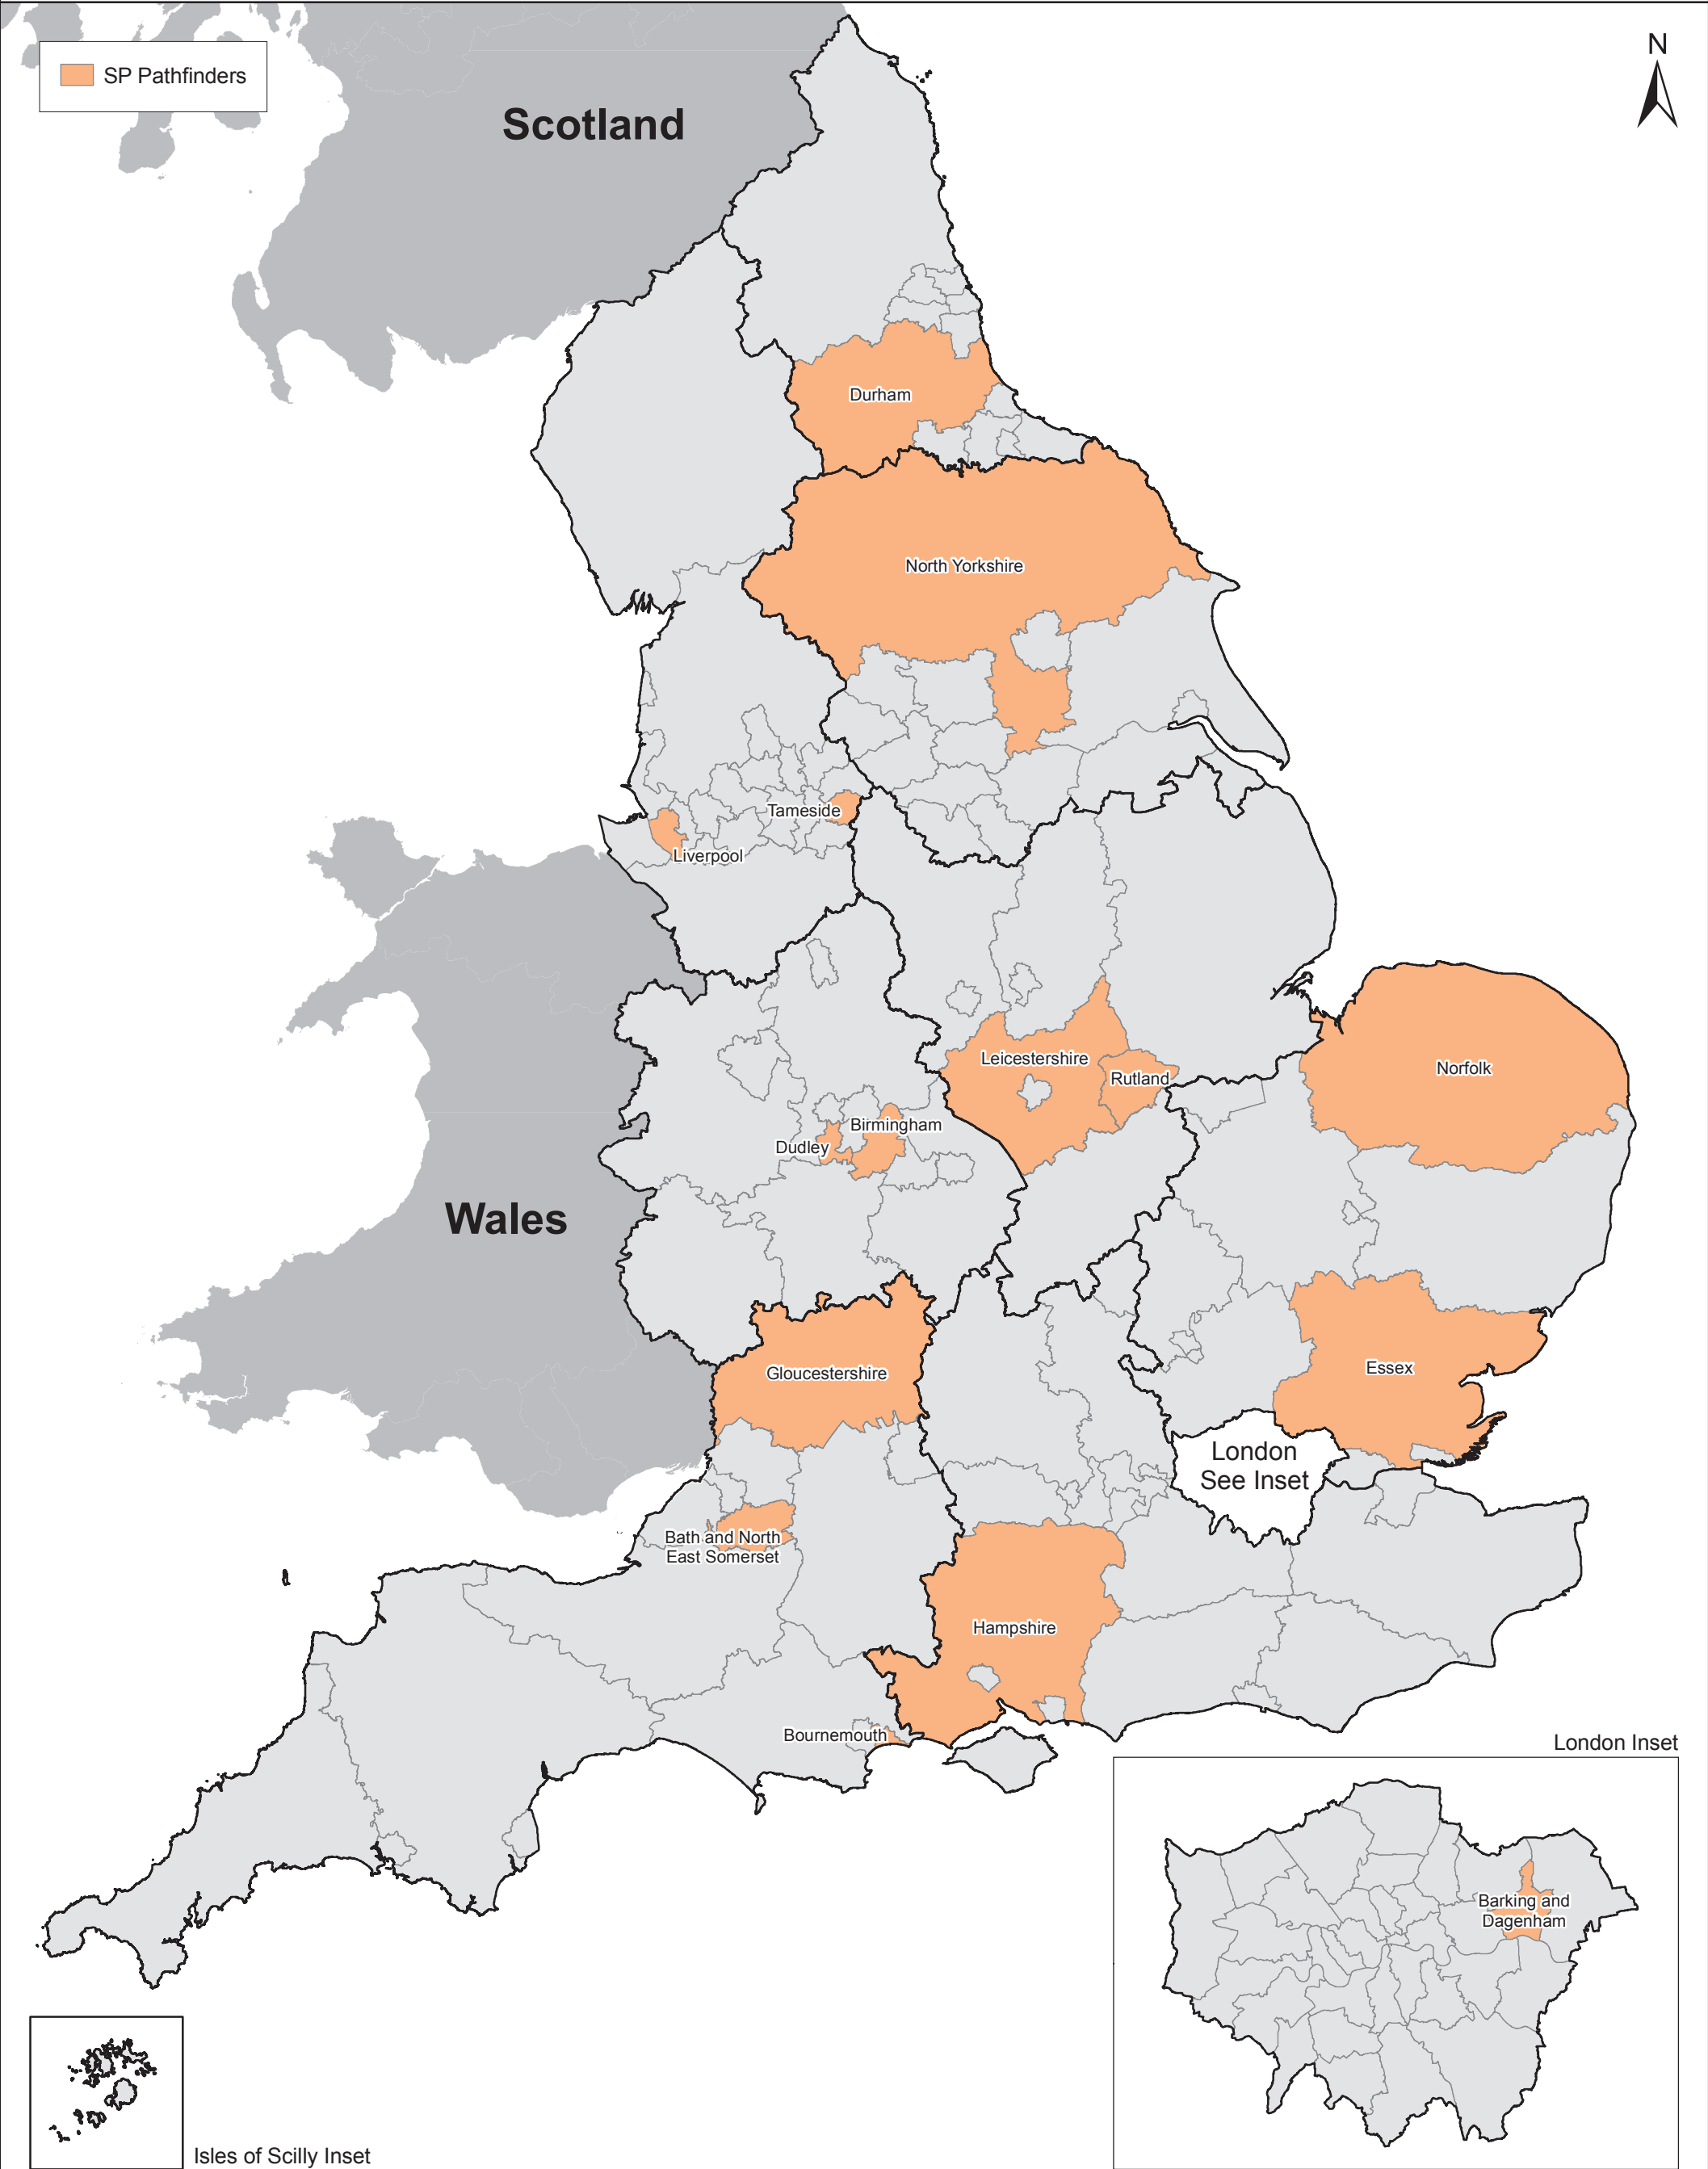 SP Pathfinders
N
Scotland
Durham
North Yorkshire
Tameside
Liverpool
Leicestershire
Rutland
Norfolk
Birmingham
Dudley
Wales
Gloucestershire
Essex
London
See Inset
Bath and North
East Somerset
Hampshire
Bournemouth
London Inset
Barking and
Dagenham
Isles of Scilly Inset